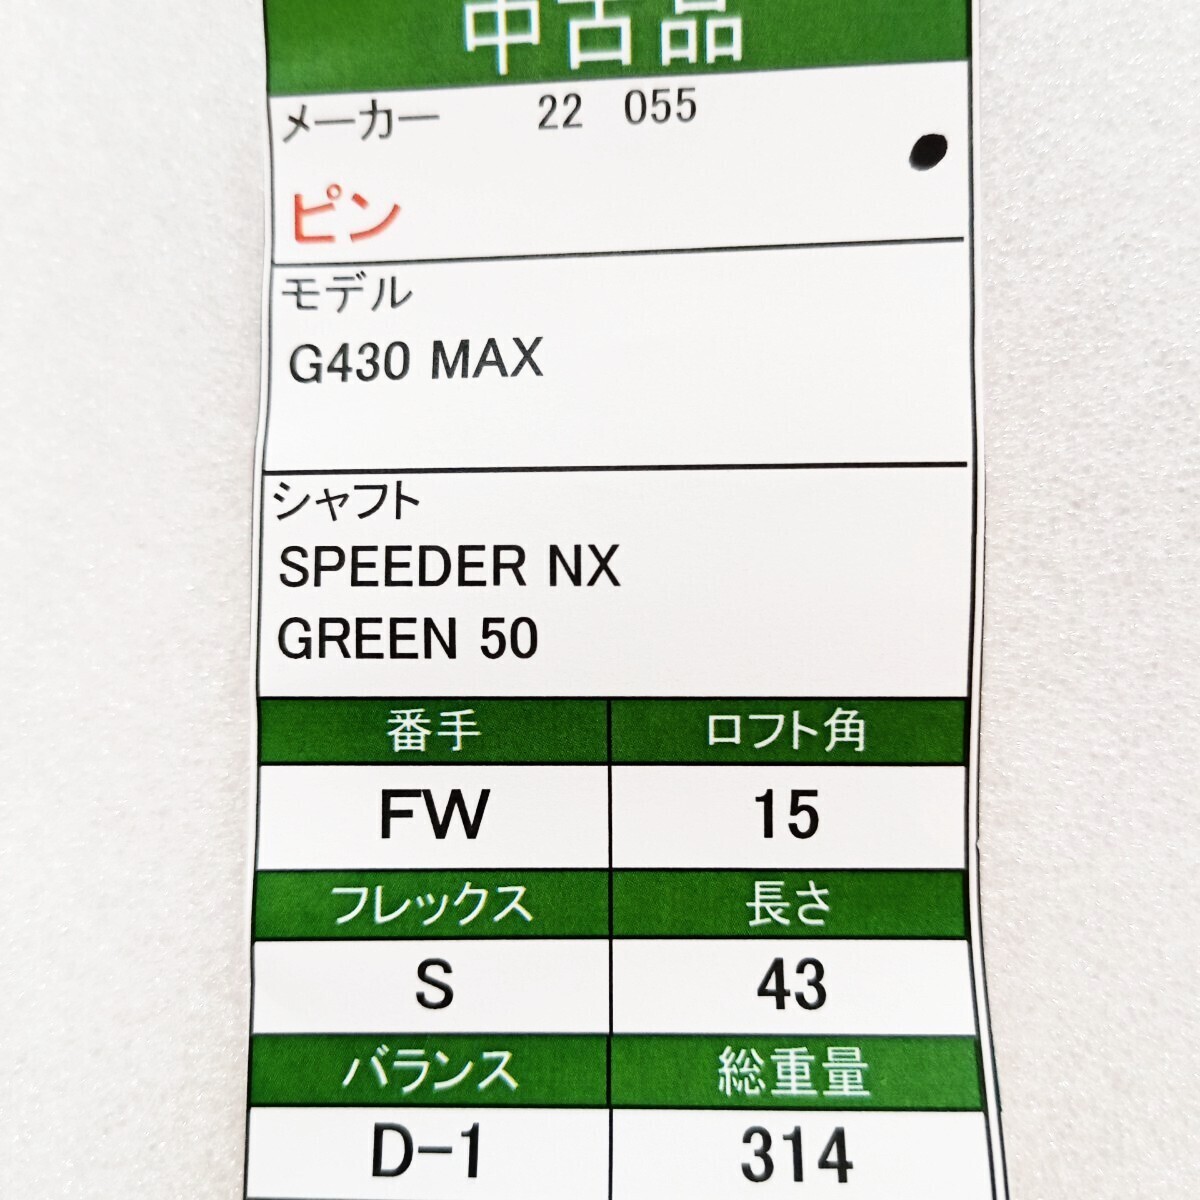 中古品
メーカー 22 055
ピン
モデル
G430 MAX
シャフト
SPEEDER NX
GREEN 50
番手 ロフト角
FW 15
フレックス 長さ
S 43
バランス 総重量
D-1 314